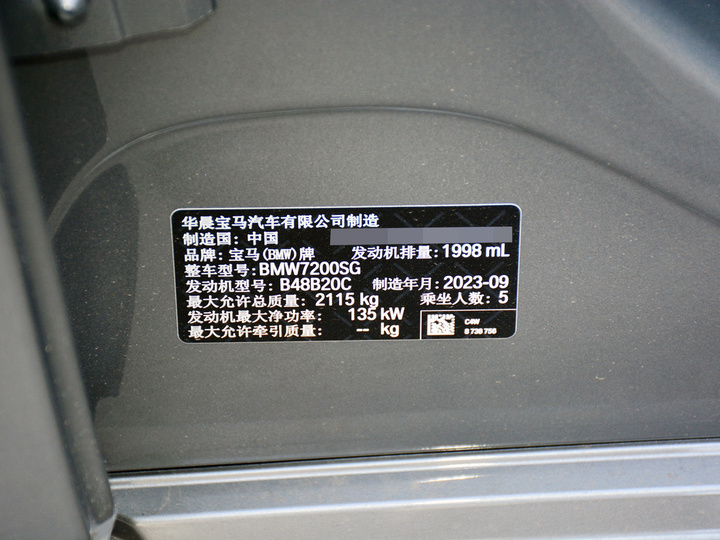 华晨宝马汽车有限公司制造
制造国：中国
品牌：宝马(BMW)牌 发动机排量：1998 mL
整车型号：BMW7200SG
发动机型号：B48B20C 制造年月：2023-09
最大允许总质量：2115 kg 乘坐人数：5
发动机最大净功率： 135 kW
最大允许牵引质量： -- kg
C4W
8 738 756